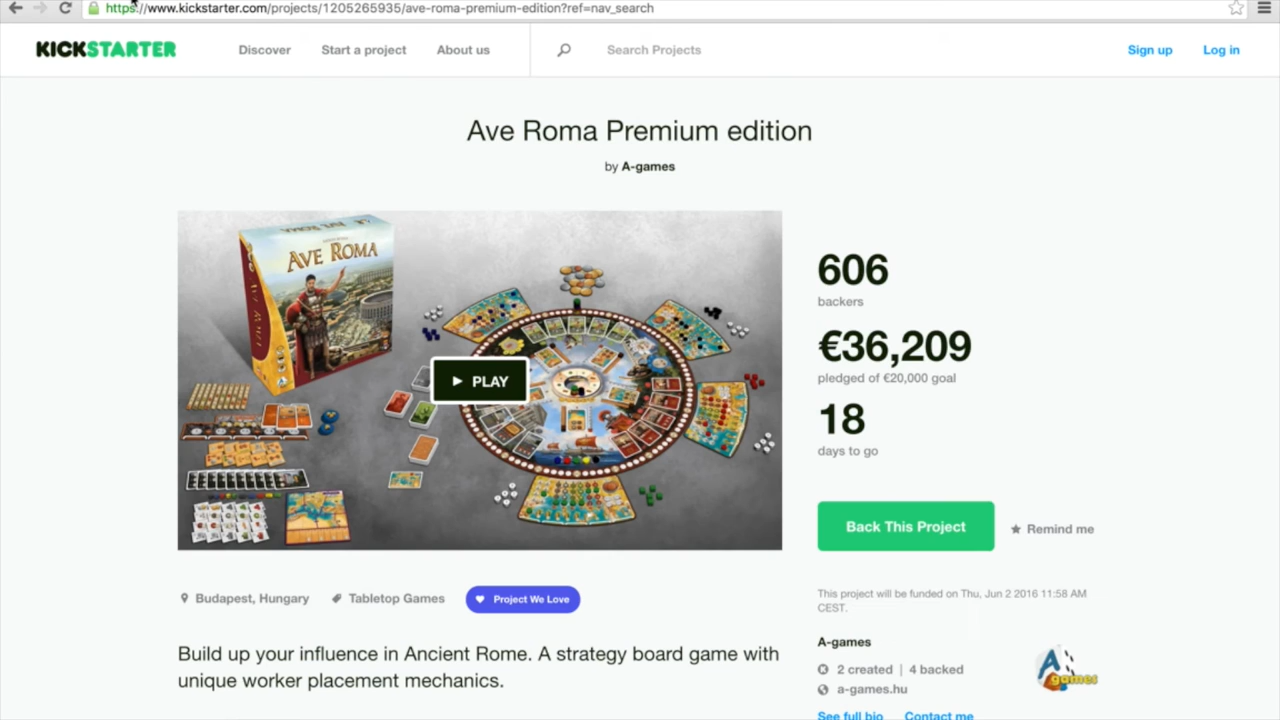 https://www.kickstarter.com/projects/1205265935/ave-roma-premium-edition?ref=nav_search
KICKSTARTER
Discover
Start a project
About us
Search Projects
Sign up
Log in
Ave Roma Premium edition
by A-games
AVE ROMA
AVE ROMA
PLAY
606
backers
€36,209
pledged of €20,000 goal
18
days to go
Back This Project
Remind me
Budapest, Hungary
Tabletop Games
Project We Love
This project will be funded on Thu, Jun 2 2016 11:58 AM
CEST.
Build up your influence in Ancient Rome. A strategy board game with
unique worker placement mechanics.
A-games
2 created | 4 backed
a-games.hu
See full bio
Contact me
A games